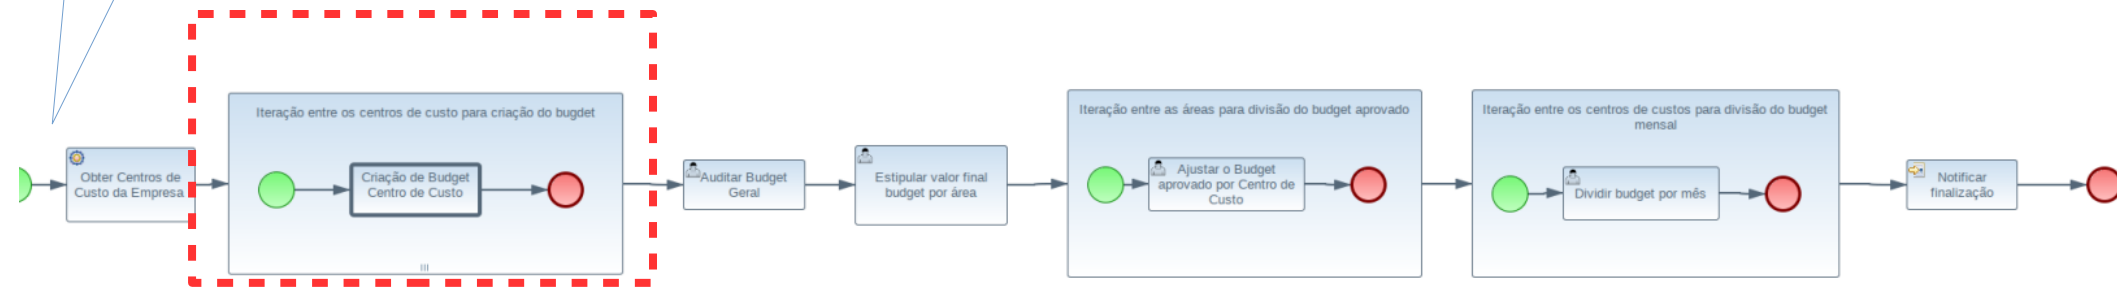 Obter Centros de
Custo da Empresa
Iteração entre os centros de custo para criação do bugdet
Criação de Budget
Centro de Custo
Auditar Budget
Geral
Estipular valor final
budget por área
Iteração entre as áreas para divisão do budget aprovado
Ajustar o Budget
aprovado por Centro de
Custo
Iteração entre os centros de custos para divisão do budget
mensal
Dividir budget por mês
Notificar
finalização